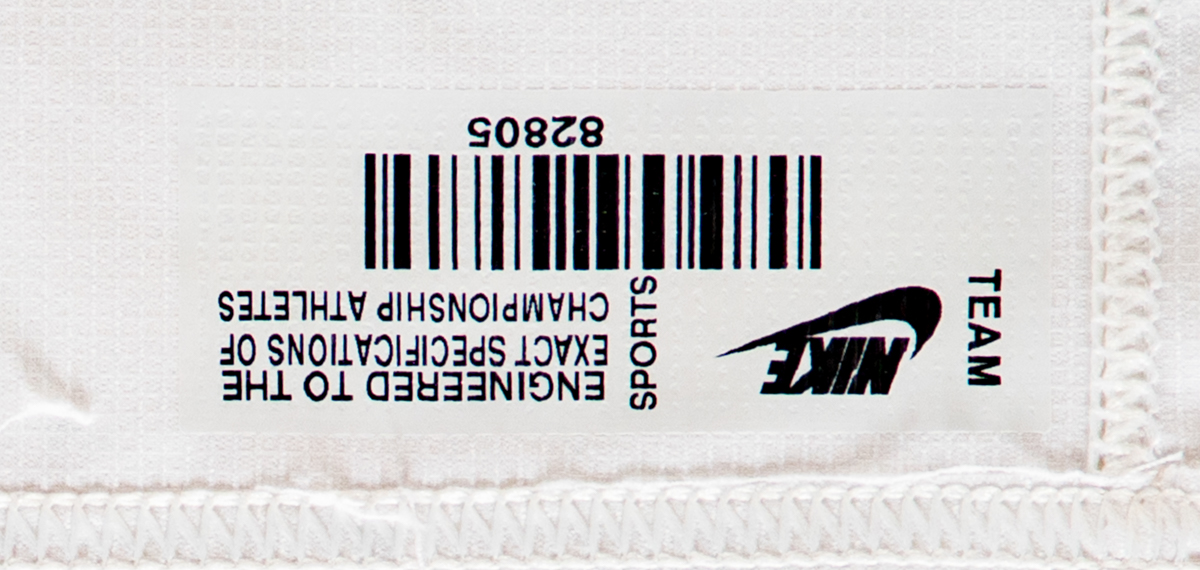 TEAM
NIKE
SPORTS
ENGINEERED TO THE
EXACT SPECIFICATIONS OF
CHAMPIONSHIP ATHLETES
82805